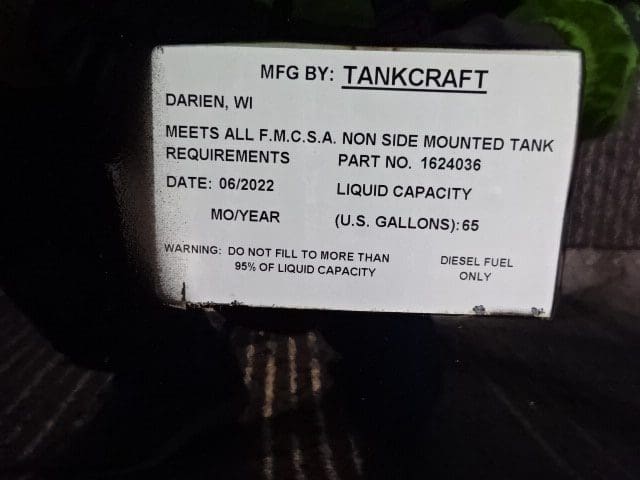 MFG BY: TANKCRAFT
DARIEN, WI
MEETS ALL F.M.C.S.A. NON SIDE MOUNTED TANK
REQUIREMENTS PART NO. 1624036
DATE: 06/2022 LIQUID CAPACITY
MO/YEAR (U.S. GALLONS): 65
WARNING: DO NOT FILL TO MORE THAN
95% OF LIQUID CAPACITY
DIESEL FUEL
ONLY